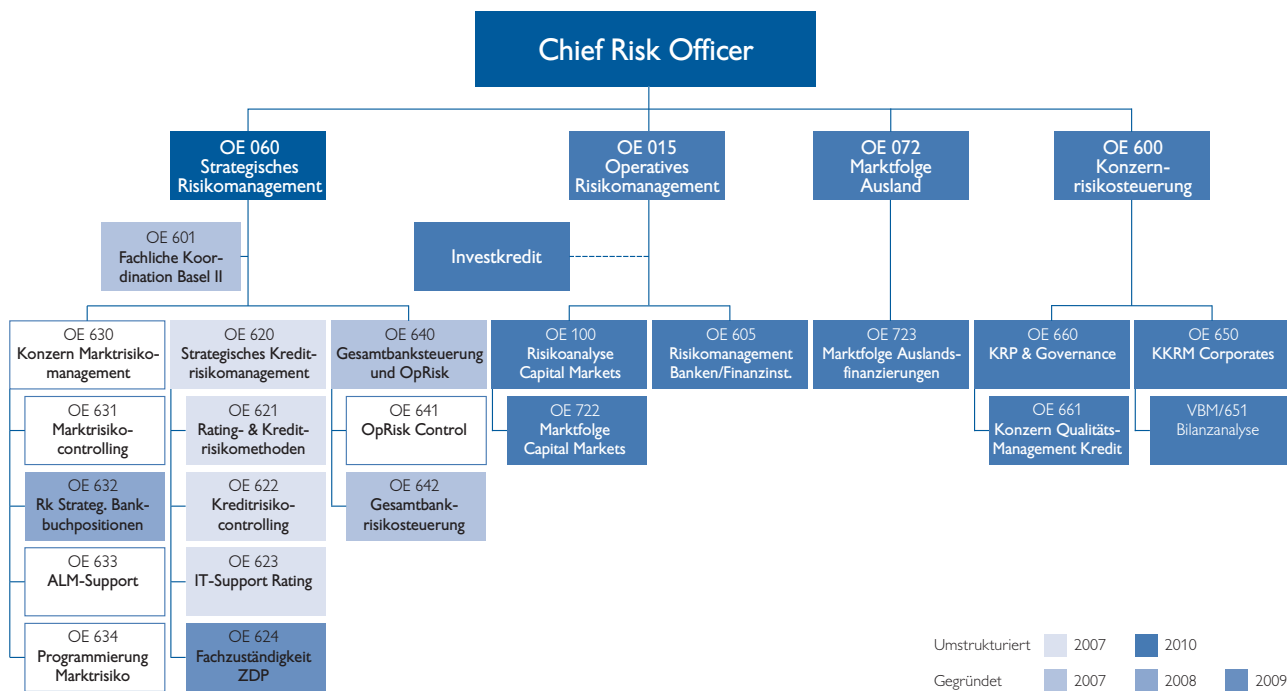 Chief Risk Officer
OE 060
Strategisches
Risikomanagement
OE 015
Operatives
Risikomanagement
OE 072
Marktfolge
Ausland
OE 600
Konzern-
risikosteuerung
OE 601
Fachliche Koor-
dination Basel II
Investkredit
OE 630
Konzern Marktrisiko-
management
OE 620
Strategisches Kredit-
risikomanagement
OE 640
Gesamtbanksteuerung
und OpRisk
OE 100
Risikoanalyse
Capital Markets
OE 605
Risikomanagement
Banken/Finanzinst.
OE 723
Marktfolge Auslands-
finanzierungen
OE 660
KRP & Governance
OE 650
KKRM Corporates
OE 631
Marktrisiko-
controlling
OE 621
Rating- & Kredit-
risikomethoden
OE 641
OpRisk Control
OE 722
Marktfolge
Capital Markets
OE 661
Konzern Qualitäts-
Management Kredit
VBM/651
Bilanzanalyse
OE 632
Rk Strateg. Bank-
buchpositionen
OE 622
Kreditrisiko-
controlling
OE 642
Gesamtbank-
risikosteuerung
OE 633
ALM-Support
OE 623
IT-Support Rating
OE 634
Programmierung
Marktrisiko
OE 624
Fachzuständigkeit
ZDP
Umstrukturiert 2007 2010
Gegründet 2007 2008 2009